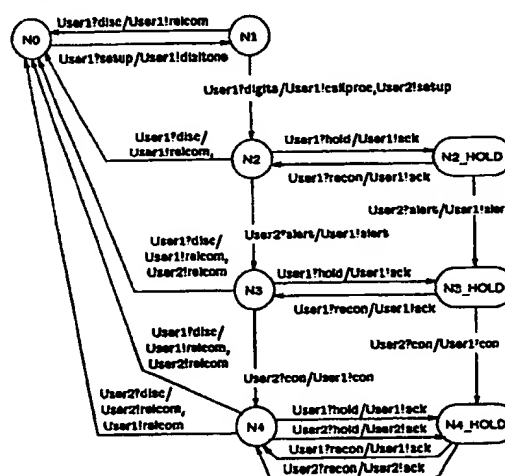 User1?disc/User1!relcom
N0
N1
User1?setup/User1!dialtone
User1?digits/User1!callproc,User2!setup
User1?disc/
User1!relcom,
N2
User1?hold/User1!ack
User1?recon/User1!ack
N2_HOLD
User2?alert/User1!alert
User2?alert/User1!aler
User1?disc/
User1!relcom,
User2!relcom
N3
User1?hold/User1!ack
User1?recon/User1!ack
N3_HOLD
User2?con/User1!con
User1?disc/
User1!relcom,
User2!relcom
User2?con/User1!con
User2?disc/
User2!relcom,
User1!relcom
N4
User1?hold/User1!ack
User2?hold/User2!ack
User1?recon/User1!ack
User2?recon/User2!ack
N4_HOLD